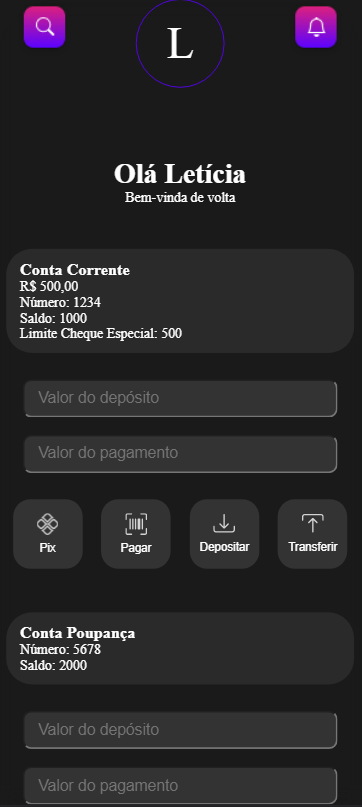 L
Olá Letícia
Bem-vinda de volta
Conta Corrente
R$ 500,00
Número: 1234
Saldo: 1000
Limite Cheque Especial: 500
Valor do depósito
Valor do pagamento
Pix
Pagar
Depositar
Transferir
Conta Poupança
Número: 5678
Saldo: 2000
Valor do depósito
Valor do pagamento